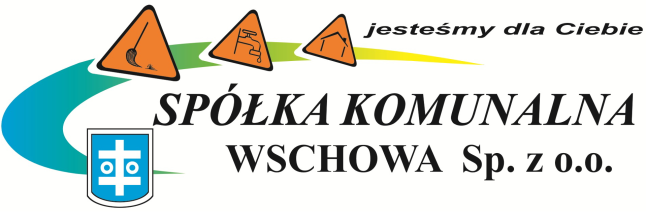 jesteśmy dla Ciebie
SPÓŁKA KOMUNALNA
WSCHOWA Sp. z o.o.